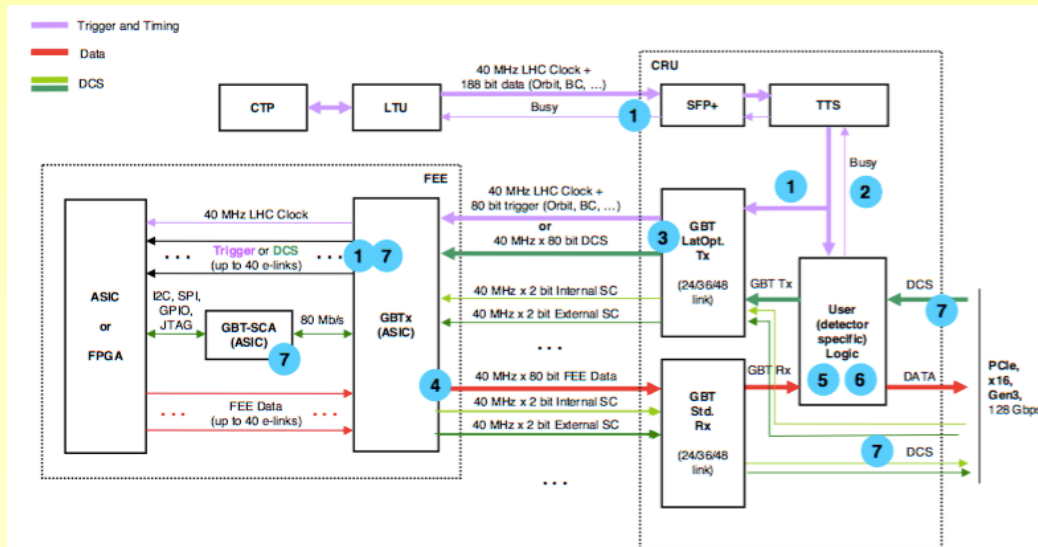 Trigger and Timing
Data
DCS
40 MHz LHC Clock +
188 bit data (Orbit, BC, ...)
Busy
1
CTP
LTU
CRU
SFP+
TTS
Busy
1
2
FEE
40 MHz LHC Clock +
80 bit trigger (Orbit, BC, ...)
or
40 MHz x 80 bit DCS
3
GBT
LatOpt.
Tx
(24/36/48
link)
40 MHz LHC Clock
Trigger or DCS
(up to 40 e-links)
... ...
1 7
ASIC
or
FPGA
I2C, SPI,
GPIO,
JTAG
GBT-SCA
(ASIC)
7
80 Mb/s
GBTx
(ASIC)
40 MHz x 2 bit Internal SC
40 MHz x 2 bit External SC
...
GBT Tx
User
(detector
specific)
Logic
5 6
DCS
7
PCIe,
x16,
Gen3,
128 Gbps
DATA
4
40 MHz x 80 bit FEE Data
40 MHz x 2 bit Internal SC
40 MHz x 2 bit External SC
...
GBT Rx
GBT
Std.
Rx
(24/36/48
link)
7
DCS
... FEE Data ...
(up to 40 e-links)